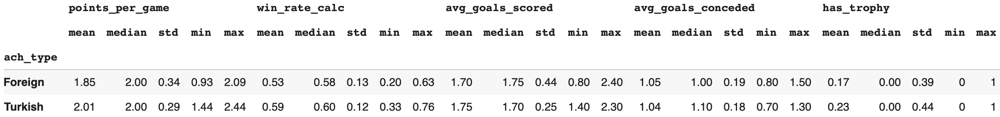 points_per_game win_rate_calc avg_goals_scored avg_goals_conceded has_trophy
mean median std min max mean median std min max mean median std min max mean median std min max mean median std min max
ach_type
Foreign 1.85 2.00 0.34 0.93 2.09 0.53 0.58 0.13 0.20 0.63 1.70 1.75 0.44 0.80 2.40 1.05 1.00 0.19 0.80 1.50 0.17 0.00 0.39 0 1
Turkish 2.01 2.00 0.29 1.44 2.44 0.59 0.60 0.12 0.33 0.76 1.75 1.70 0.25 1.40 2.30 1.04 1.10 0.18 0.70 1.30 0.23 0.00 0.44 0 1